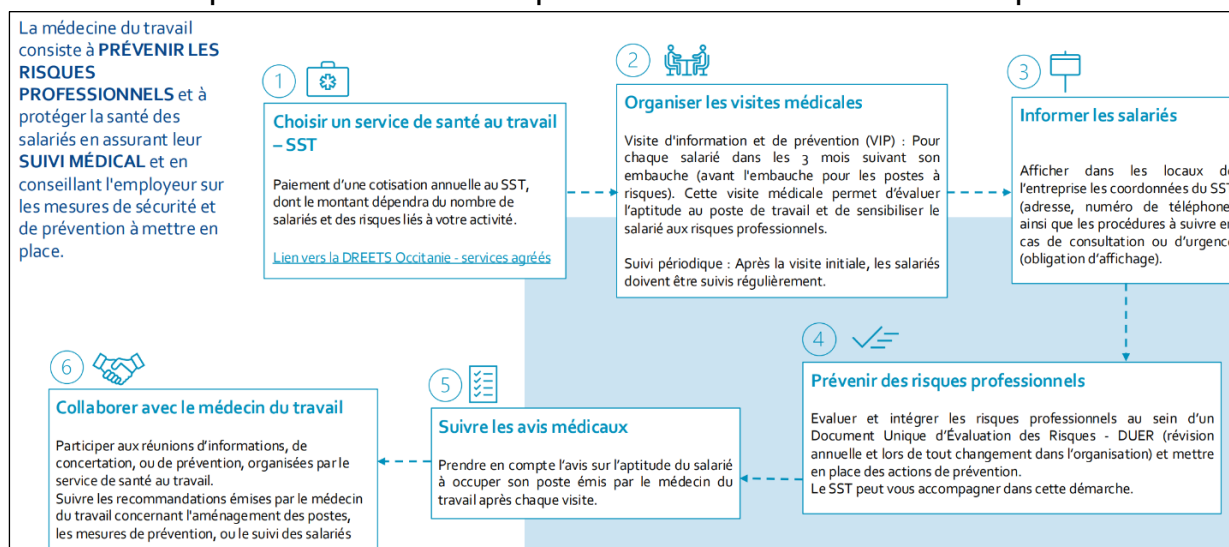 La médecine du travail
consiste à PRÉVENIR LES
RISQUES
PROFESSIONNELS et à
protéger la santé des
salariés en assurant leur
SUIVI MÉDICAL et en
conseillant l'employeur sur
les mesures de sécurité et
de prévention à mettre en
place.
1
Choisir un service de santé au travail
– SST
Paiement d'une cotisation annuelle au SST,
dont le montant dépendra du nombre de
salariés et des risques liés à votre activité.
Lien vers la DREETS Occitanie - services agréés
2
Organiser les visites médicales
Visite d'information et de prévention (VIP) : Pour
chaque salarié dans les 3 mois suivant son
embauche (avant l'embauche pour les postes à
risques). Cette visite médicale permet d'évaluer
l'aptitude au poste de travail et de sensibiliser le
salarié aux risques professionnels.
Suivi périodique : Après la visite initiale, les salariés
doivent être suivis régulièrement.
3
Informer les salariés
Afficher dans les locaux de
l'entreprise les coordonnées du SST
(adresse, numéro de téléphone)
ainsi que les procédures à suivre en
cas de consultation ou d'urgence
(obligation d'affichage).
4
Prévenir des risques professionnels
Evaluer et intégrer les risques professionnels au sein d'un
Document Unique d'Évaluation des Risques - DUER (révision
annuelle et lors de tout changement dans l'organisation) et mettre
en place des actions de prévention.
Le SST peut vous accompagner dans cette démarche.
5
Suivre les avis médicaux
Prendre en compte l'avis sur l'aptitude du salarié
à occuper son poste émis par le médecin du
travail après chaque visite.
6
Collaborer avec le médecin du travail
Participer aux réunions d'informations, de
concertation, ou de prévention, organisées par le
service de santé au travail.
Suivre les recommandations émises par le médecin
du travail concernant l'aménagement des postes,
les mesures de prévention, ou le suivi des salariés